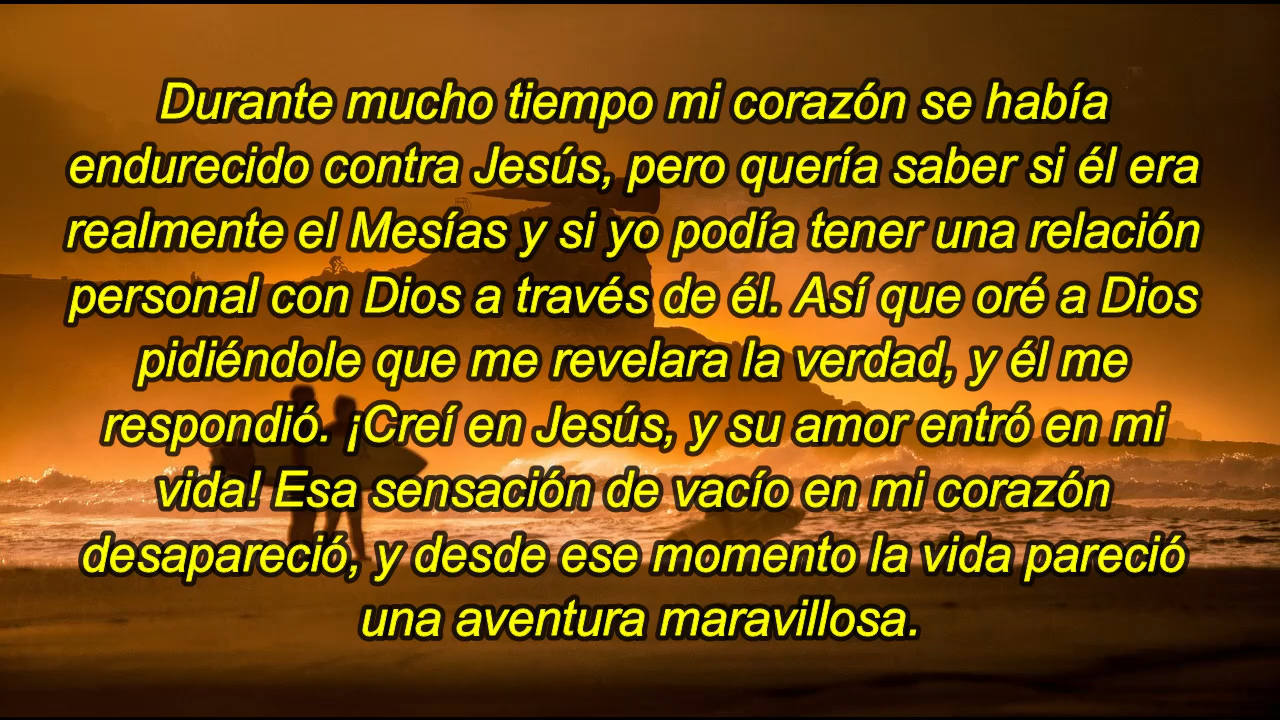 Durante mucho tiempo mi corazón se había
endurecido contra Jesús, pero quería saber si él era
realmente el Mesías y si yo podía tener una relación
personal con Dios a través de él. Así que oré a Dios
pidiéndole que me revelara la verdad, y él me
respondió. ¡Creí en Jesús, y su amor entró en mi
vida! Esa sensación de vacío en mi corazón
desapareció, y desde ese momento la vida pareció
una aventura maravillosa.